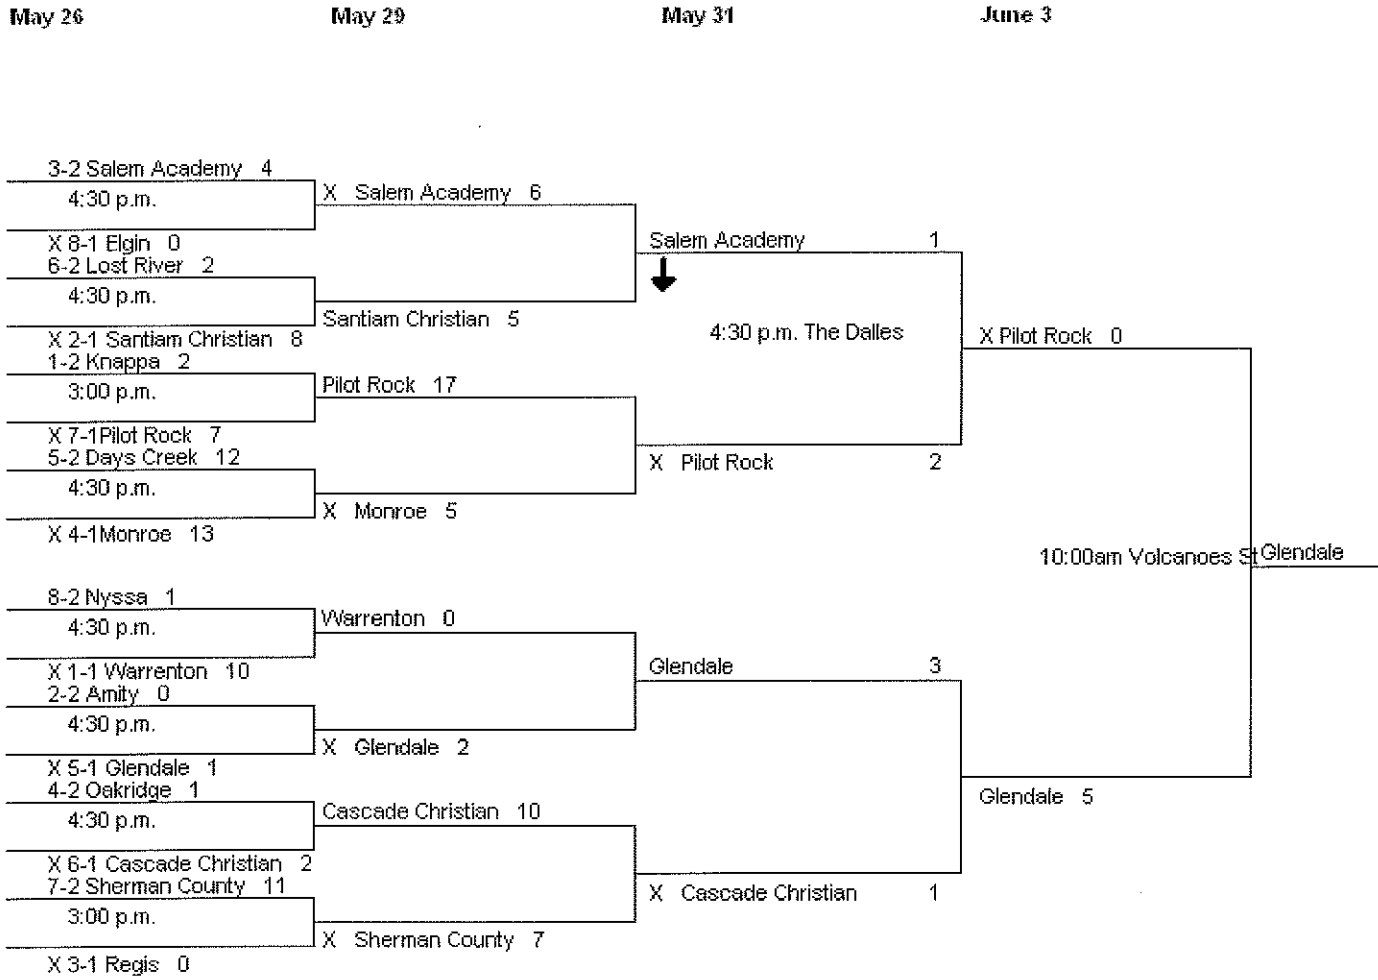 May 26 May 29 May 31 June 3
3-2 Salem Academy 4
4:30 p.m.
X 8-1 Elgin 0
6-2 Lost River 2
4:30 p.m.
X 2-1 Santiam Christian 8
1-2 Knappa 2
3:00 p.m.
X 7-1Pilot Rock 7
5-2 Days Creek 12
4:30 p.m.
X 4-1Monroe 13
8-2 Nyssa 1
4:30 p.m.
X 1-1 Warrenton 10
2-2 Amity 0
4:30 p.m.
X 5-1 Glendale 1
4-2 Oakridge 1
4:30 p.m.
X 6-1 Cascade Christian 2
7-2 Sherman County 11
3:00 p.m.
X 3-1 Regis 0
X Salem Academy 6
Santiam Christian 5
Pilot Rock 17
X Monroe 5
Warrenton 0
X Glendale 2
Cascade Christian 10
X Sherman County 7
Salem Academy 1
4:30 p.m. The Dalles
X Pilot Rock 2
Glendale 3
X Cascade Christian 1
X Pilot Rock 0
10:00am Volcanoes St
Glendale 5
Glendale